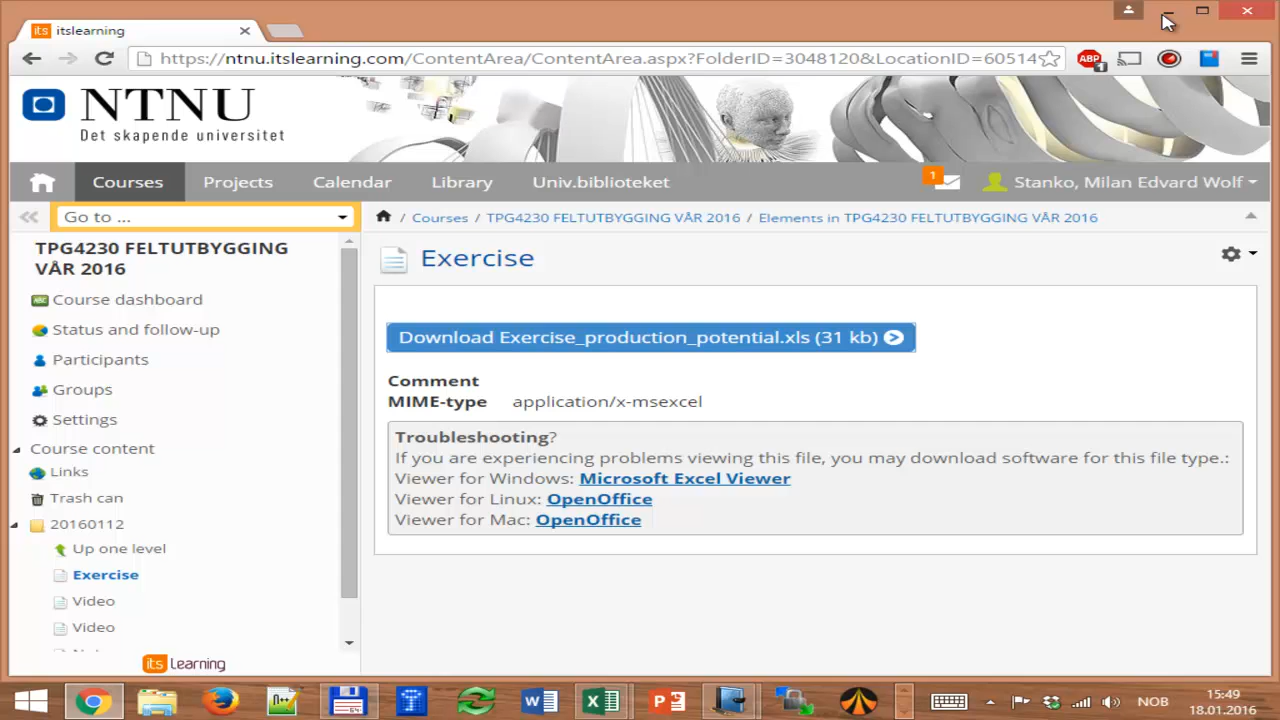 its itslearning
https://ntnu.itslearning.com/ContentArea/ContentArea.aspx?FolderID=3048120&LocationID=60514
ABP 1
NTNU
Det skapende universitet
Courses Projects Calendar Library Univ.biblioteket 1 Stanko, Milan Edvard Wolf
Go to ...
/ Courses / TPG4230 FELTUTBYGGING VÅR 2016 / Elements in TPG4230 FELTUTBYGGING VÅR 2016
TPG4230 FELTUTBYGGING
VÅR 2016
Course dashboard
Status and follow-up
Participants
Groups
Settings
Course content
Links
Trash can
20160112
Up one level
Exercise
Video
Video
its Learning
Exercise
Download Exercise_production_potential.xls (31 kb)
Comment
MIME-type application/x-msexcel
Troubleshooting?
If you are experiencing problems viewing this file, you may download software for this file type.:
Viewer for Windows: Microsoft Excel Viewer
Viewer for Linux: OpenOffice
Viewer for Mac: OpenOffice
NOB
15:49
18.01.2016